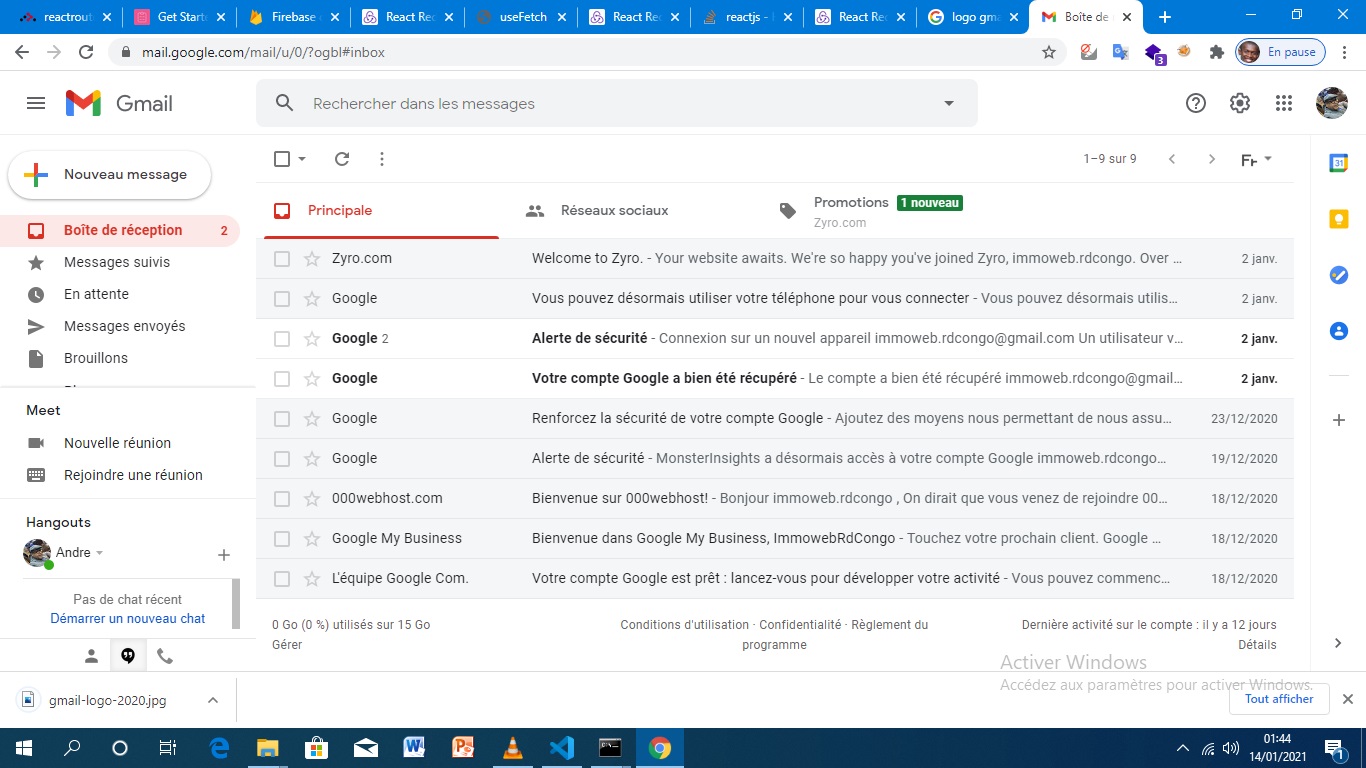 reactrout
Get Starte
Firebase
React Red
useFetch
React Red
reactjs -
React Red
logo gma
Boîte de
mail.google.com/mail/u/0/?ogbl#inbox
3
En pause
Gmail
Rechercher dans les messages
Nouveau message
1–9 sur 9
Principale
Réseaux sociaux
Promotions 1 nouveau
Zyro.com
Boîte de réception 2
Messages suivis
En attente
Messages envoyés
Brouillons
Zyro.com Welcome to Zyro. - Your website awaits. We're so happy you've joined Zyro, immoweb.rdcongo. Over ... 2 janv.
Google Vous pouvez désormais utiliser votre téléphone pour vous connecter - Vous pouvez désormais utilis... 2 janv.
Google 2 Alerte de sécurité - Connexion sur un nouvel appareil immoweb.rdcongo@gmail.com Un utilisateur v... 2 janv.
Google Votre compte Google a bien été récupéré - Le compte a bien été récupéré immoweb.rdcongo@gmail... 2 janv.
Google Renforcez la sécurité de votre compte Google - Ajoutez des moyens nous permettant de nous assu... 23/12/2020
Google Alerte de sécurité - MonsterInsights a désormais accès à votre compte Google immoweb.rdcongo... 19/12/2020
000webhost.com Bienvenue sur 000webhost! - Bonjour immoweb.rdcongo , On dirait que vous venez de rejoindre 00... 18/12/2020
Google My Business Bienvenue dans Google My Business, ImmowebRdCongo - Touchez votre prochain client. Google ... 18/12/2020
L'équipe Google Com. Votre compte Google est prêt : lancez-vous pour développer votre activité - Vous pouvez commenc... 18/12/2020
Meet
Nouvelle réunion
Rejoindre une réunion
Hangouts
Andre
Pas de chat récent
Démarrer un nouveau chat
0 Go (0 %) utilisés sur 15 Go
Gérer
Conditions d'utilisation · Confidentialité · Règlement du
programme
Dernière activité sur le compte : il y a 12 jours
Détails
31
Activer Windows
Accédez aux paramètres pour activer Windows.
gmail-logo-2020.jpg
Tout afficher
01:44
14/01/2021
1